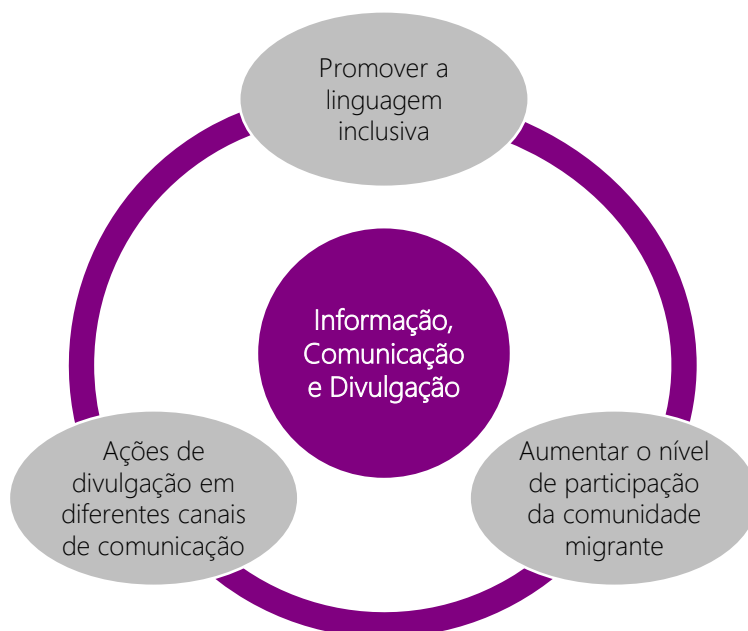 Promover a
linguagem
inclusiva
Informação,
Comunicação
e Divulgação
Ações de
divulgação em
diferentes canais
de comunicação
Aumentar o nível
de participação
da comunidade
migrante